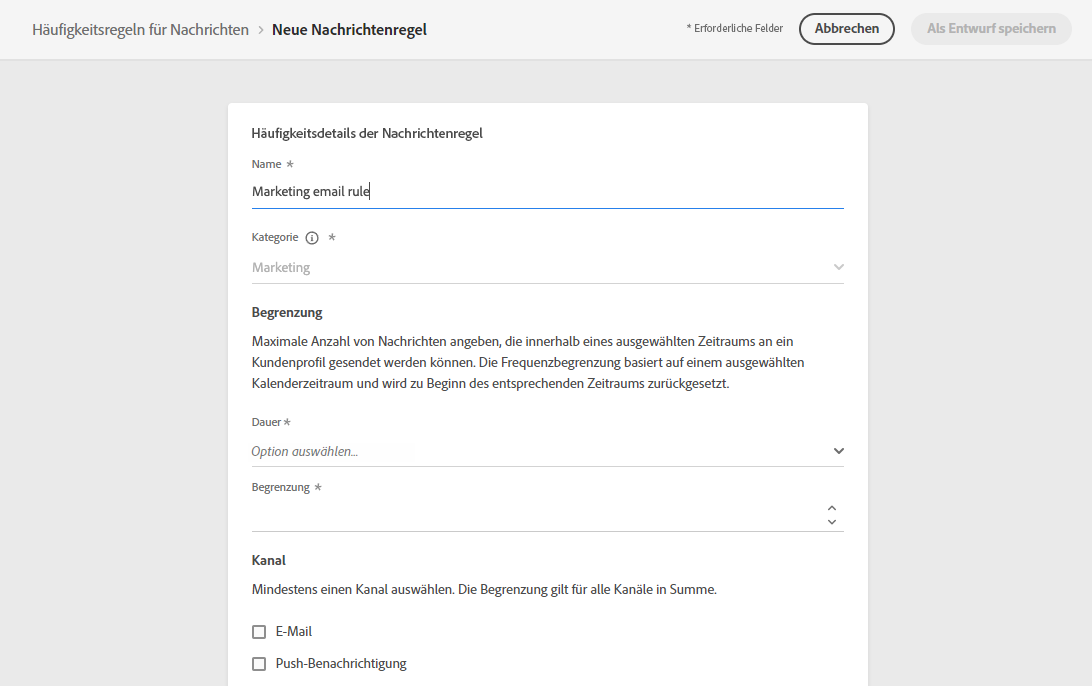 Häufigkeitsregeln für Nachrichten > Neue Nachrichtenregel
* Erforderliche Felder
Abbrechen
Als Entwurf speichern
Häufigkeitsdetails der Nachrichtenregel
Name *
Marketing email rule
Kategorie *
Marketing
Begrenzung
Maximale Anzahl von Nachrichten angeben, die innerhalb eines ausgewählten Zeitraums an ein
Kundenprofil gesendet werden können. Die Frequenzbegrenzung basiert auf einem ausgewählten
Kalenderzeitraum und wird zu Beginn des entsprechenden Zeitraums zurückgesetzt.
Dauer *
Option auswählen...
Begrenzung *
Kanal
Mindestens einen Kanal auswählen. Die Begrenzung gilt für alle Kanäle in Summe.
E-Mail
Push-Benachrichtigung